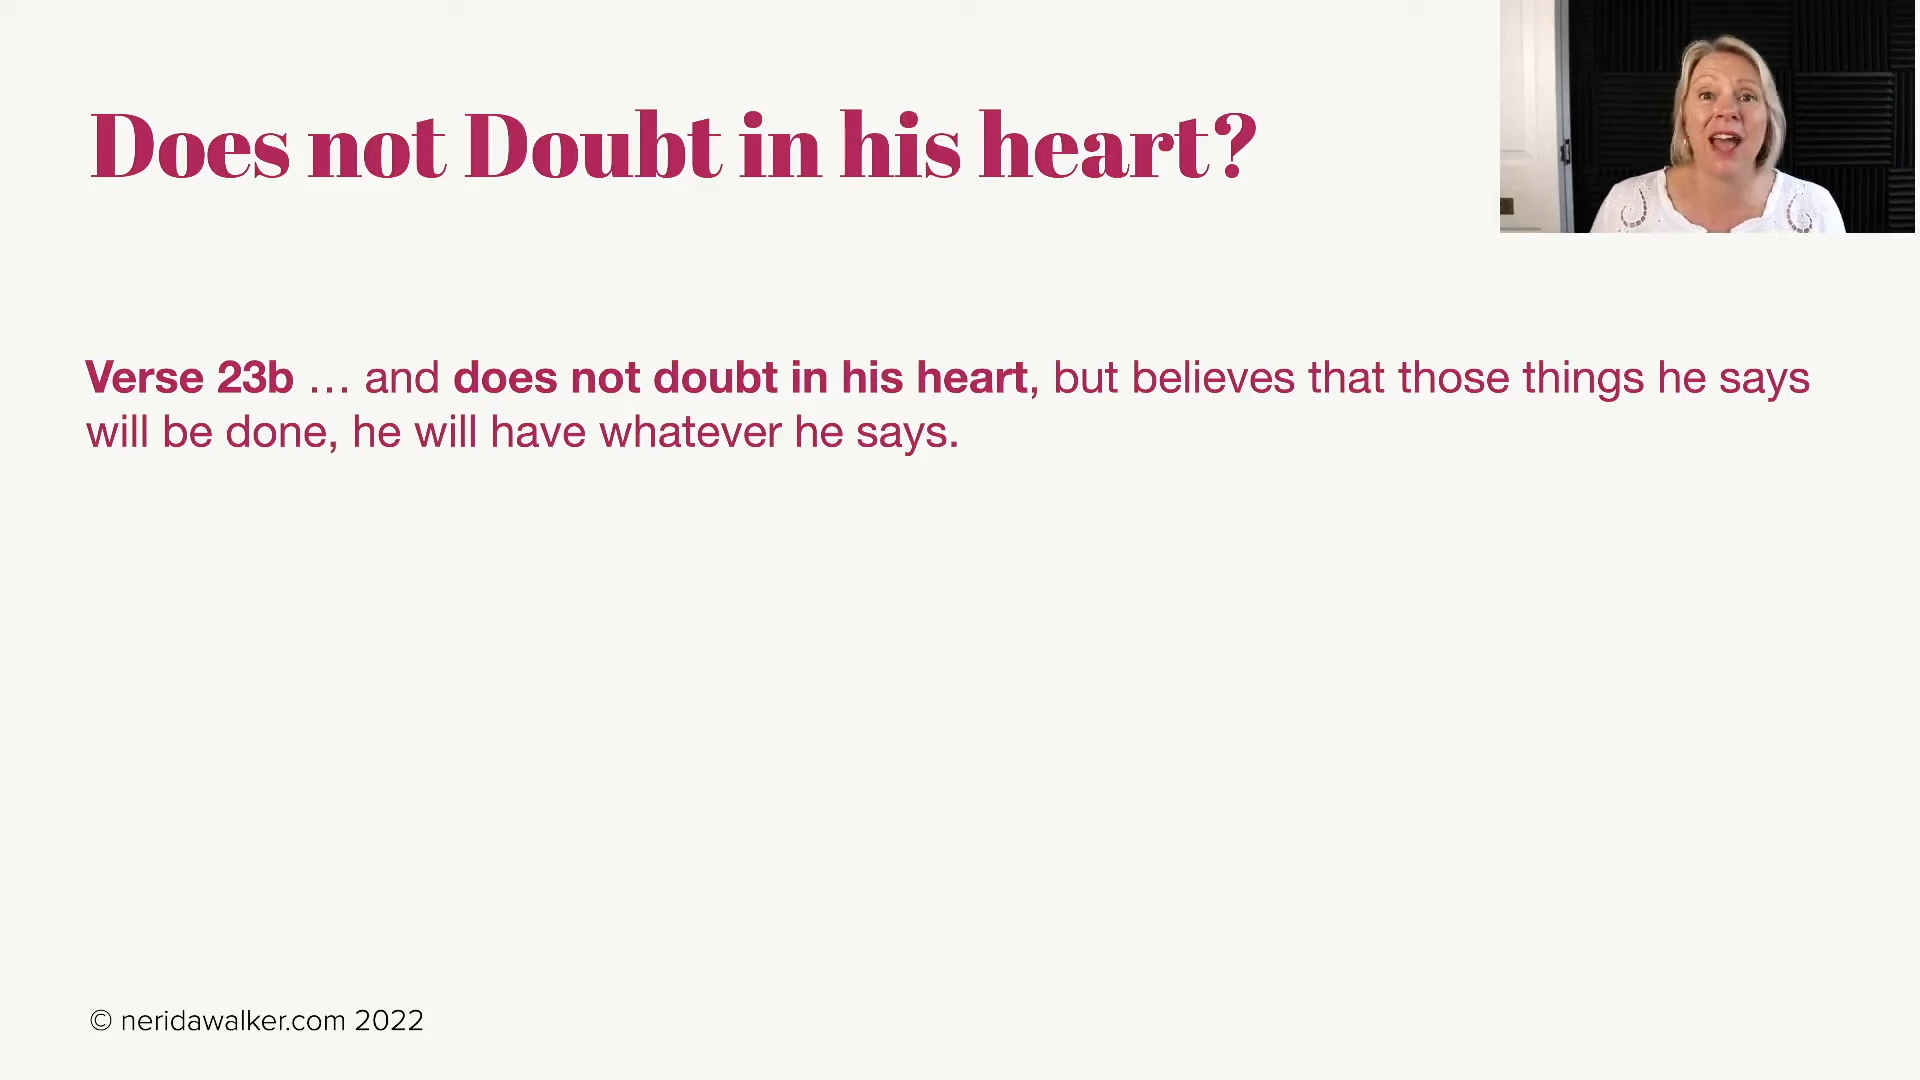 Does not Doubt in his heart?
Verse 23b … and does not doubt in his heart, but believes that those things he says
will be done, he will have whatever he says.
© neridawalker.com 2022